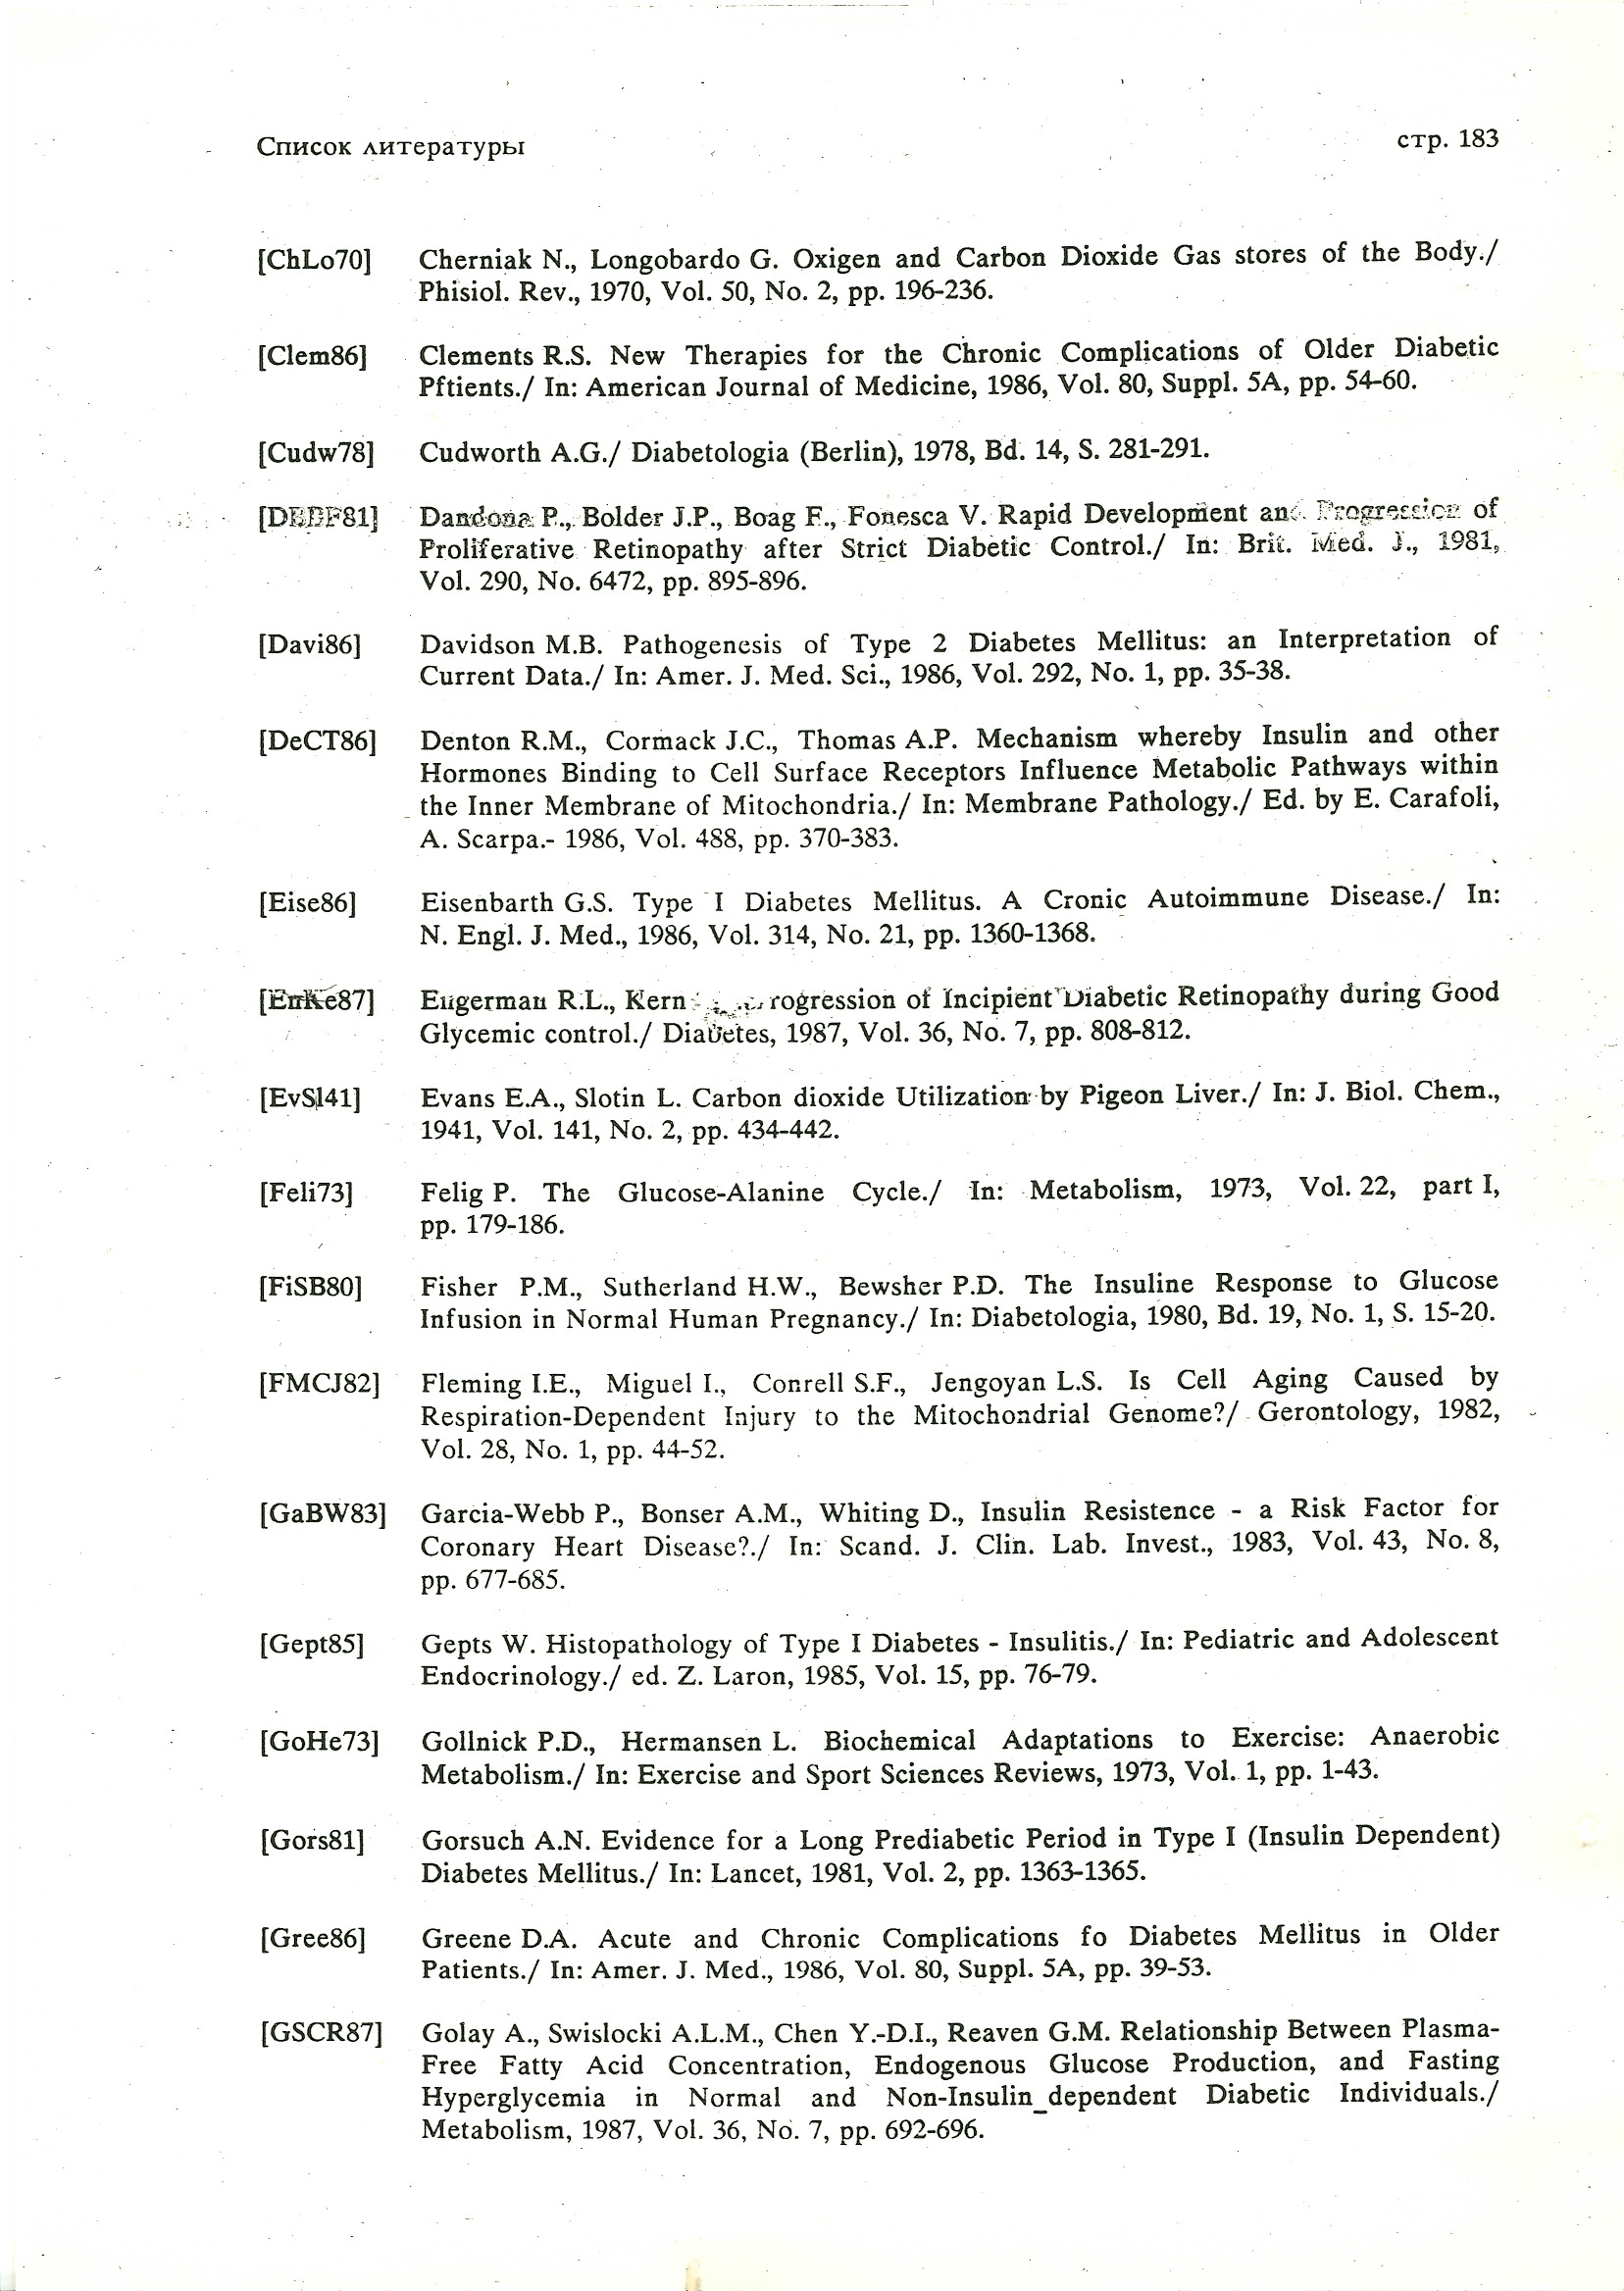 Список литературы
стр. 183
[ChLo70] Cherniak N., Longobardo G. Oxigen and Carbon Dioxide Gas stores of the Body./
Phisiol. Rev., 1970, Vol. 50, No. 2, pp. 196-236.
[Clem86] Clements R.S. New Therapies for the Chronic Complications of Older Diabetic
Pftients./ In: American Journal of Medicine, 1986, Vol. 80, Suppl. 5A, pp. 54-60.
[Cudw78] Cudworth A.G./ Diabetologia (Berlin), 1978, Bd. 14, S. 281-291.
[DBBF81] Dandona P., Bolder J.P., Boag F., Fonesca V. Rapid Development and Progression of
Proliferative Retinopathy after Strict Diabetic Control./ In: Brit. Med. J., 1981,
Vol. 290, No. 6472, pp. 895-896.
[Davi86] Davidson M.B. Pathogenesis of Type 2 Diabetes Mellitus: an Interpretation of
Current Data./ In: Amer. J. Med. Sci., 1986, Vol. 292, No. 1, pp. 35-38.
[DeCT86] Denton R.M., Cormack J.C., Thomas A.P. Mechanism whereby Insulin and other
Hormones Binding to Cell Surface Receptors Influence Metabolic Pathways within
the Inner Membrane of Mitochondria./ In: Membrane Pathology./ Ed. by E. Carafoli,
A. Scarpa.- 1986, Vol. 488, pp. 370-383.
[Eise86] Eisenbarth G.S. Type I Diabetes Mellitus. A Cronic Autoimmune Disease./ In:
N. Engl. J. Med., 1986, Vol. 314, No. 21, pp. 1360-1368.
[EnKe87] Engerman R.L., Kern rogression of Incipient Diabetic Retinopathy during Good
Glycemic control./ Diabetes, 1987, Vol. 36, No. 7, pp. 808-812.
[EvSl41] Evans E.A., Slotin L. Carbon dioxide Utilization by Pigeon Liver./ In: J. Biol. Chem.,
1941, Vol. 141, No. 2, pp. 434-442.
[Feli73] Felig P. The Glucose-Alanine Cycle./ In: Metabolism, 1973, Vol. 22, part I,
pp. 179-186.
[FiSB80] Fisher P.M., Sutherland H.W., Bewsher P.D. The Insuline Response to Glucose
Infusion in Normal Human Pregnancy./ In: Diabetologia, 1980, Bd. 19, No. 1, S. 15-20.
[FMCJ82] Fleming I.E., Miguel I., Conrell S.F., Jengoyan L.S. Is Cell Aging Caused by
Respiration-Dependent Injury to the Mitochondrial Genome?/ Gerontology, 1982,
Vol. 28, No. 1, pp. 44-52.
[GaBW83] Garcia-Webb P., Bonser A.M., Whiting D., Insulin Resistence - a Risk Factor for
Coronary Heart Disease?./ In: Scand. J. Clin. Lab. Invest., 1983, Vol. 43, No. 8,
pp. 677-685.
[Gept85] Gepts W. Histopathology of Type I Diabetes - Insulitis./ In: Pediatric and Adolescent
Endocrinology./ ed. Z. Laron, 1985, Vol. 15, pp. 76-79.
[GoHe73] Gollnick P.D., Hermansen L. Biochemical Adaptations to Exercise: Anaerobic
Metabolism./ In: Exercise and Sport Sciences Reviews, 1973, Vol. 1, pp. 1-43.
[Gors81] Gorsuch A.N. Evidence for a Long Prediabetic Period in Type I (Insulin Dependent)
Diabetes Mellitus./ In: Lancet, 1981, Vol. 2, pp. 1363-1365.
[Gree86] Greene D.A. Acute and Chronic Complications fo Diabetes Mellitus in Older
Patients./ In: Amer. J. Med., 1986, Vol. 80, Suppl. 5A, pp. 39-53.
[GSCR87] Golay A., Swislocki A.L.M., Chen Y.-D.I., Reaven G.M. Relationship Between Plasma-
Free Fatty Acid Concentration, Endogenous Glucose Production, and Fasting
Hyperglycemia in Normal and Non-Insulin_dependent Diabetic Individuals./
Metabolism, 1987, Vol. 36, No. 7, pp. 692-696.